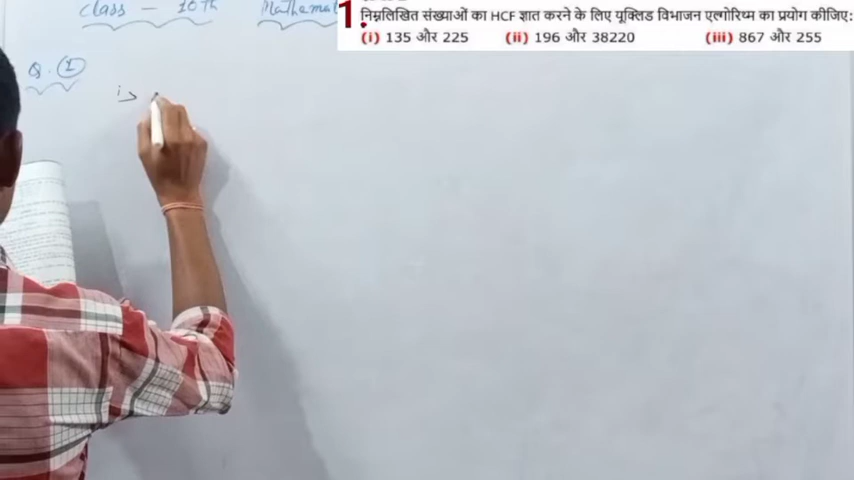 class - 10th Mathemat
1. निम्नलिखित संख्याओं का HCF ज्ञात करने के लिए यूक्लिड विभाजन एल्गोरिथ्म का प्रयोग कीजिए:
(i) 135 और 225 (ii) 196 और 38220 (iii) 867 और 255
Q. 1
i>